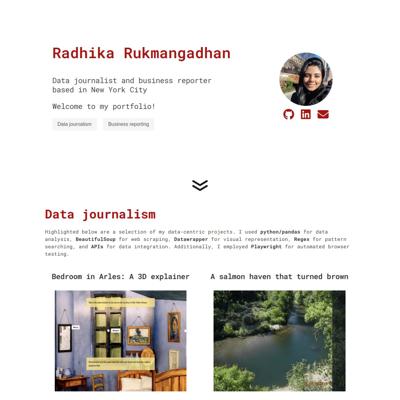 Radhika Rukmangadhan
Data journalist and business reporter
based in New York City
Welcome to my portfolio!
Data journalism
Business reporting
Data journalism
Highlighted below are a selection of my data-centric projects. I used python/pandas for data
analysis, BeautifulSoup for web scraping, Datawrapper for visual representation, Regex for pattern
searching, and APIs for data integration. Additionally, I employed Playwright for automated browser
testing.
Bedroom in Arles: A 3D explainer
A salmon haven that turned brown